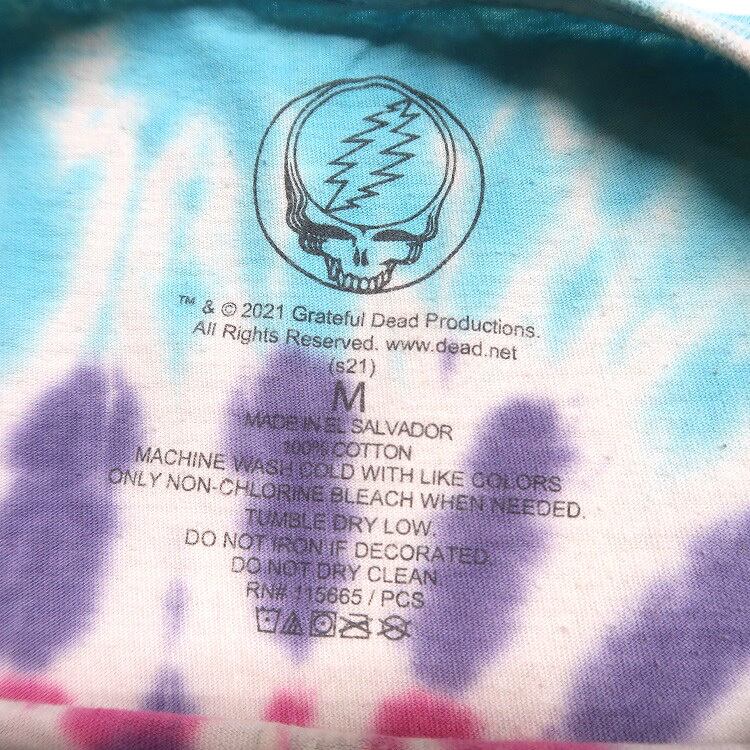 ™ & © 2021 Grateful Dead Productions.
All Rights Reserved. www.dead.net
(s21)
M
MADE IN EL SALVADOR
100% COTTON
MACHINE WASH COLD WITH LIKE COLORS
ONLY NON-CHLORINE BLEACH WHEN NEEDED.
TUMBLE DRY LOW.
DO NOT IRON IF DECORATED.
DO NOT DRY CLEAN
RN# 115665 / PCS